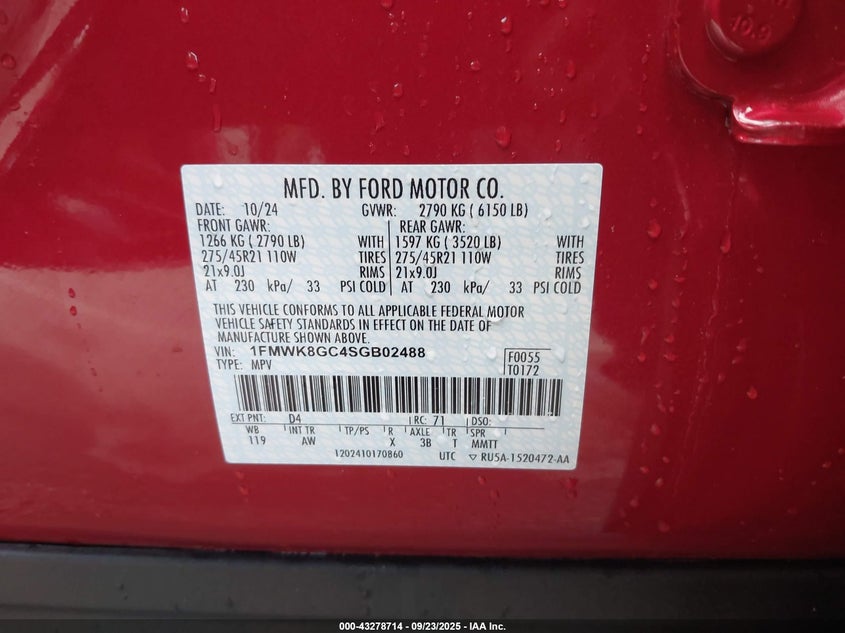 10.9
MFD. BY FORD MOTOR CO.
DATE: 10/24 GVWR: 2790 KG ( 6150 LB)
FRONT GAWR: REAR GAWR:
1266 KG ( 2790 LB) WITH 1597 KG ( 3520 LB) WITH
275/45R21 110W TIRES 275/45R21 110W TIRES
21x9.0J RIMS 21x9.0J RIMS
AT 230 kPa/ 33 PSI COLD AT 230 kPa/ 33 PSI COLD
THIS VEHICLE CONFORMS TO ALL APPLICABLE FEDERAL MOTOR
VEHICLE SAFETY STANDARDS IN EFFECT ON THE DATE OF
MANUFACTURE SHOWN ABOVE.
VIN: 1FMWK8GC4SGB02488 F0055
TYPE: MPV T0172
EXT PNT: D4 RC: 71 DSO:
WB INT TR TP/PS R AXLE TR SPR
119 AW X 3B T MMTT
1202410170860 UTC ▽ RU5A-1520472-AA
000-43278714 - 09/23/2025 - IAA Inc.